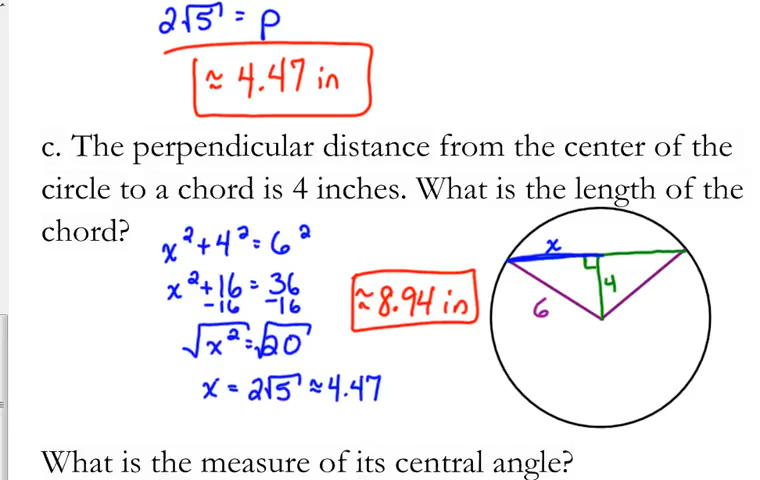 2√5 = p
≈ 4.47 in
c. The perpendicular distance from the center of the
circle to a chord is 4 inches. What is the length of the
chord?
x² + 4² = 6²
x² + 16 = 36
-16 -16
√x² = √20
x = 2√5 ≈ 4.47
≈ 8.94 in
x
4
6
What is the measure of its central angle?